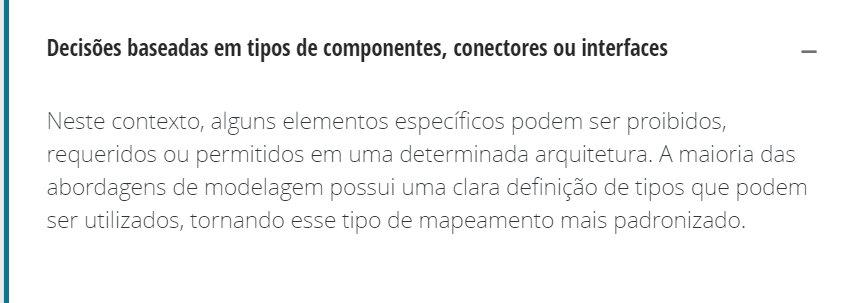 Decisões baseadas em tipos de componentes, conectores ou interfaces
Neste contexto, alguns elementos específicos podem ser proibidos,
requeridos ou permitidos em uma determinada arquitetura. A maioria das
abordagens de modelagem possui uma clara definição de tipos que podem
ser utilizados, tornando esse tipo de mapeamento mais padronizado.